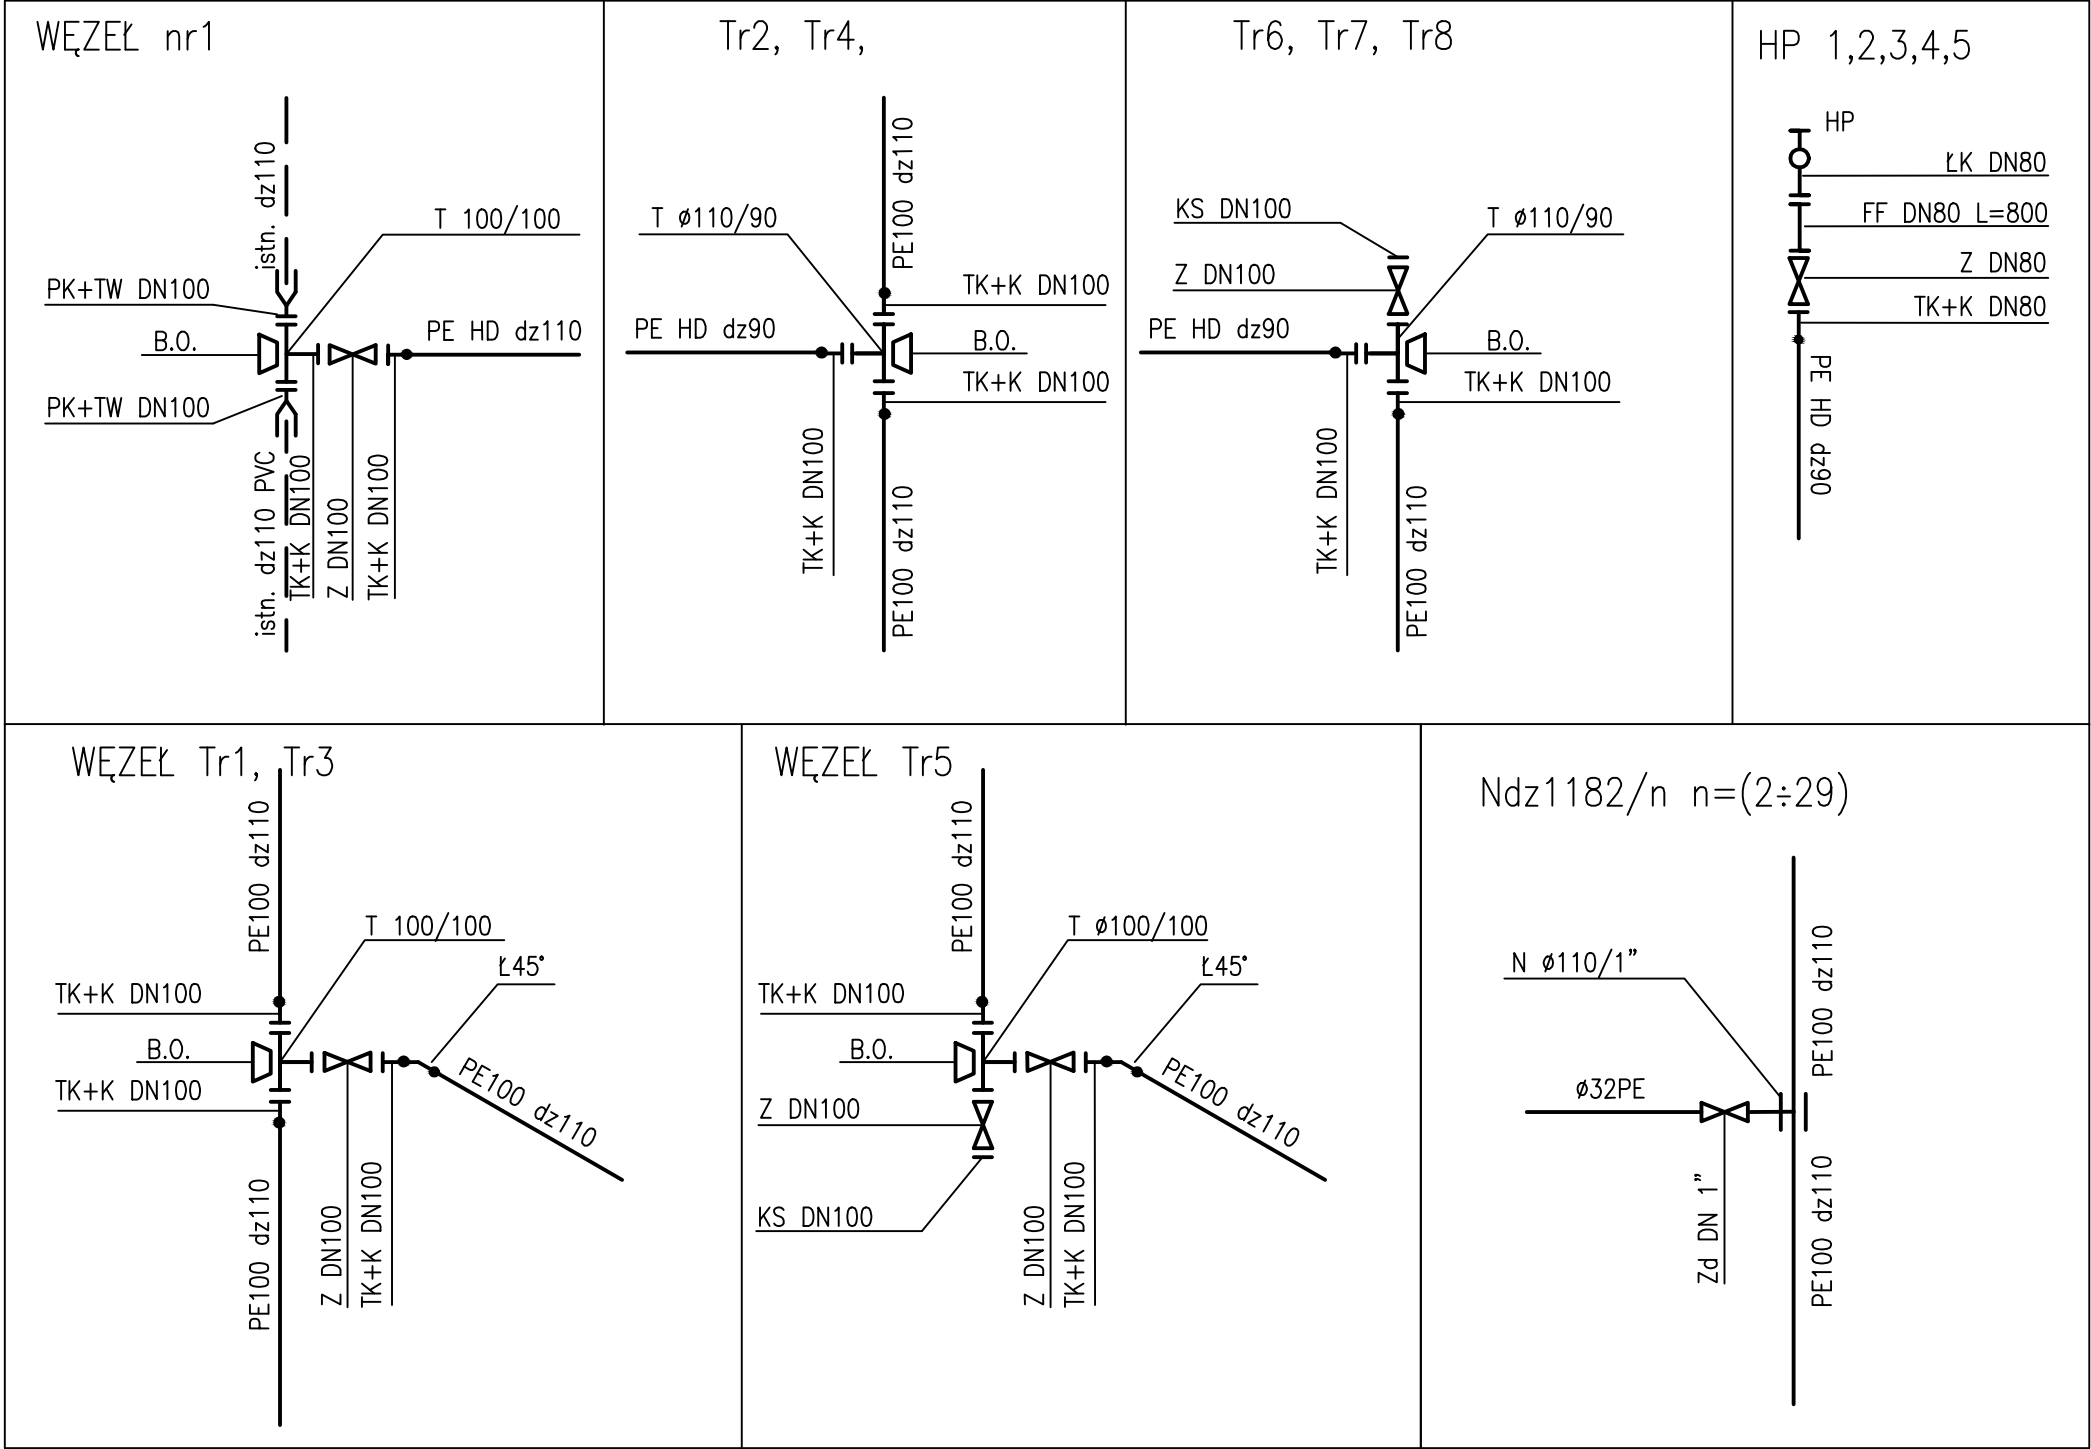 WĘZEŁ nr1
istn. dz110
T 100/100
PK+TW DN100
PE HD dz110
B.O.
PK+TW DN100
istn. dz110 PVC
TK+K DN100
Z DN100
TK+K DN100
Tr2, Tr4,
PE100 dz110
T ø110/90
TK+K DN100
PE HD dz90
B.O.
TK+K DN100
TK+K DN100
PE100 dz110
Tr6, Tr7, Tr8
KS DN100
T ø110/90
Z DN100
PE HD dz90
B.O.
TK+K DN100
TK+K DN100
PE100 dz110
HP 1,2,3,4,5
HP
ŁK DN80
FF DN80 L=800
Z DN80
TK+K DN80
PE HD dz90
WĘZEŁ Tr1, Tr3
PE100 dz110
T 100/100
Ł45°
TK+K DN100
B.O.
TK+K DN100
PE100 dz110
PE100 dz110
Z DN100
TK+K DN100
WĘZEŁ Tr5
PE100 dz110
T ø100/100
Ł45°
TK+K DN100
B.O.
PE100 dz110
Z DN100
KS DN100
Z DN100
TK+K DN100
Ndz1182/n n=(2÷29)
N ø110/1”
PE100 dz110
ø32PE
Zd DN 1”
PE100 dz110